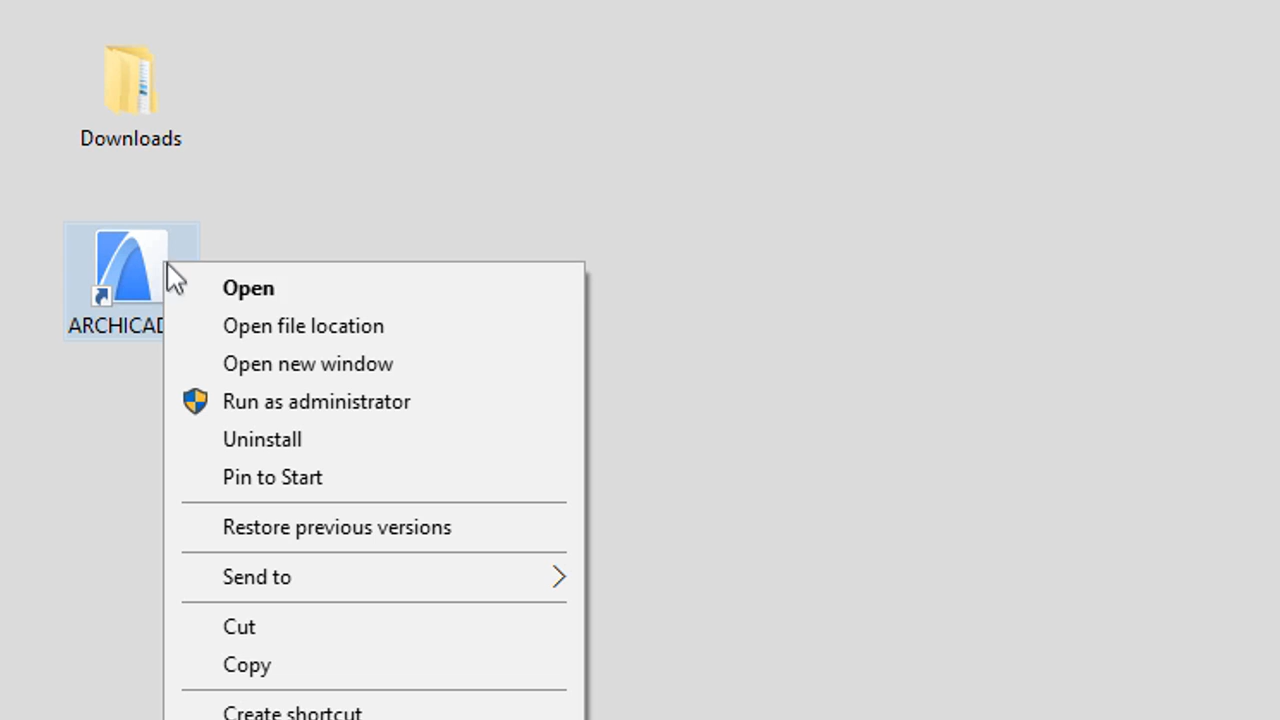 Downloads
ARCHICAD
Open
Open file location
Open new window
Run as administrator
Uninstall
Pin to Start
Restore previous versions
Send to
Cut
Copy
Create shortcut